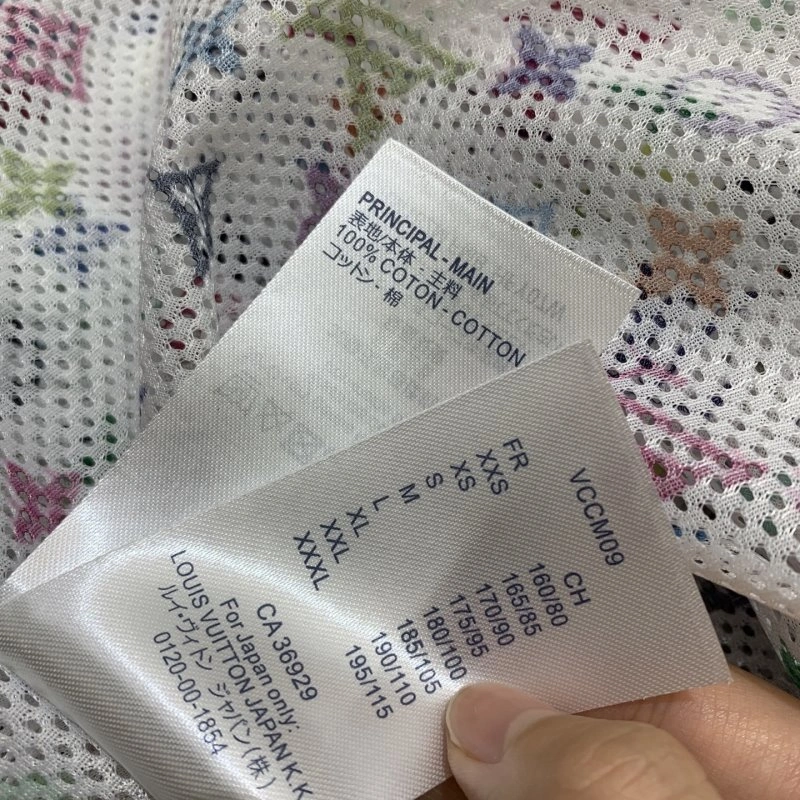 PRINCIPAL - MAIN
表地/本体 - 主料
100% COTON - COTTON
コットン - 棉
VCCM09
FR CH
XXS 160/80
XS 165/85
S 170/90
M 175/95
L 180/100
XL 185/105
XXL 190/110
XXXL 195/115
CA 36929
For Japan only:
LOUIS VUITTON JAPAN K.K
ルイ・ヴィトン ジャパン(株)
0120-00-1854